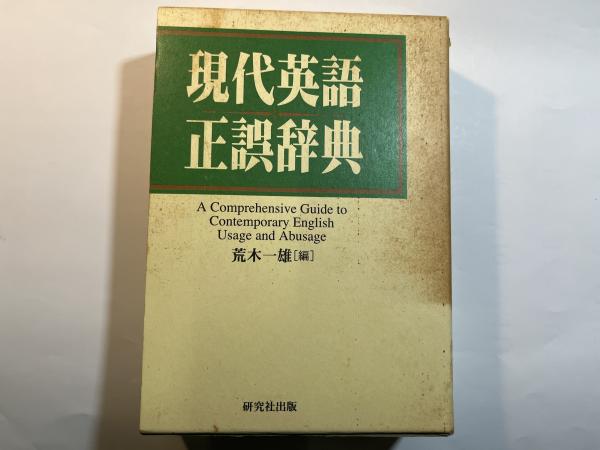 現代英語
正誤辞典
A Comprehensive Guide to
Contemporary English
Usage and Abusage
荒木一雄[編]
研究社出版